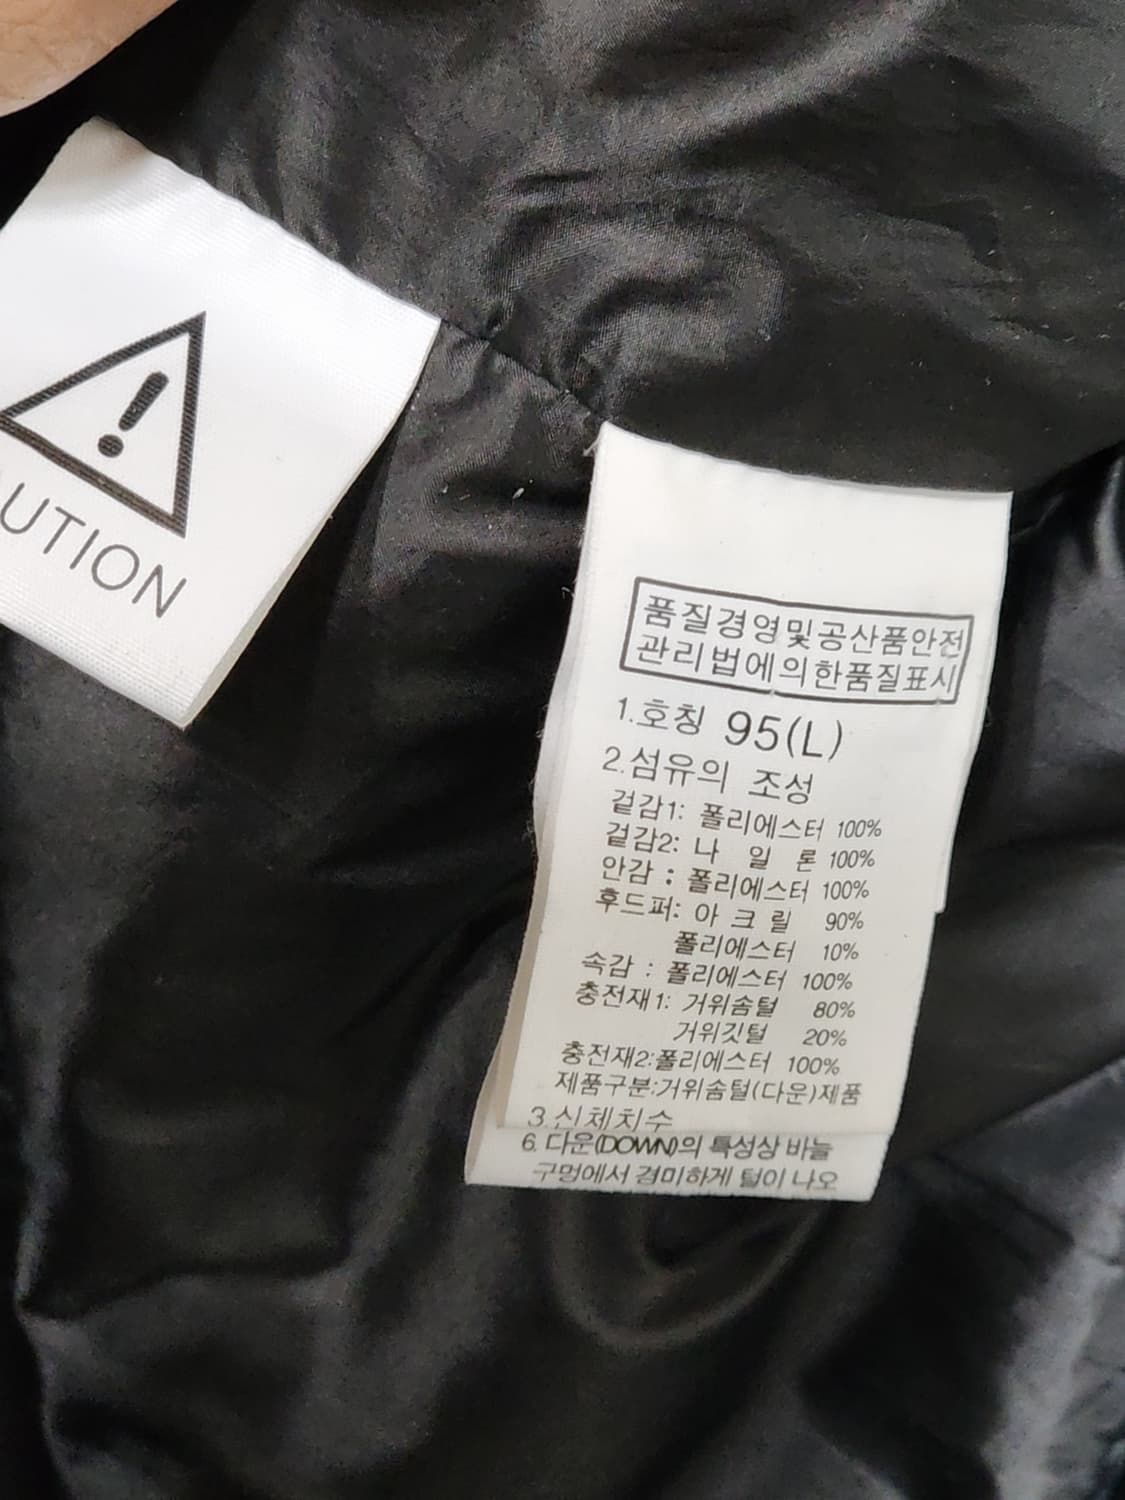 UTION
품질경영및공산품안전
관리법에의한품질표시
1.호칭 95(L)
2.섬유의 조성
겉감1: 폴리에스터 100%
겉감2: 나 일 론 100%
안감 : 폴리에스터 100%
후드퍼: 아 크 릴 90%
폴리에스터 10%
속감 : 폴리에스터 100%
충전재1: 거위솜털 80%
거위깃털 20%
충전재2:폴리에스터 100%
제품구분:거위솜털(다운)제품
3.신체치수
6. 다운(DOWN)의 특성상 바늘
구멍에서 경미하게 털이 나오